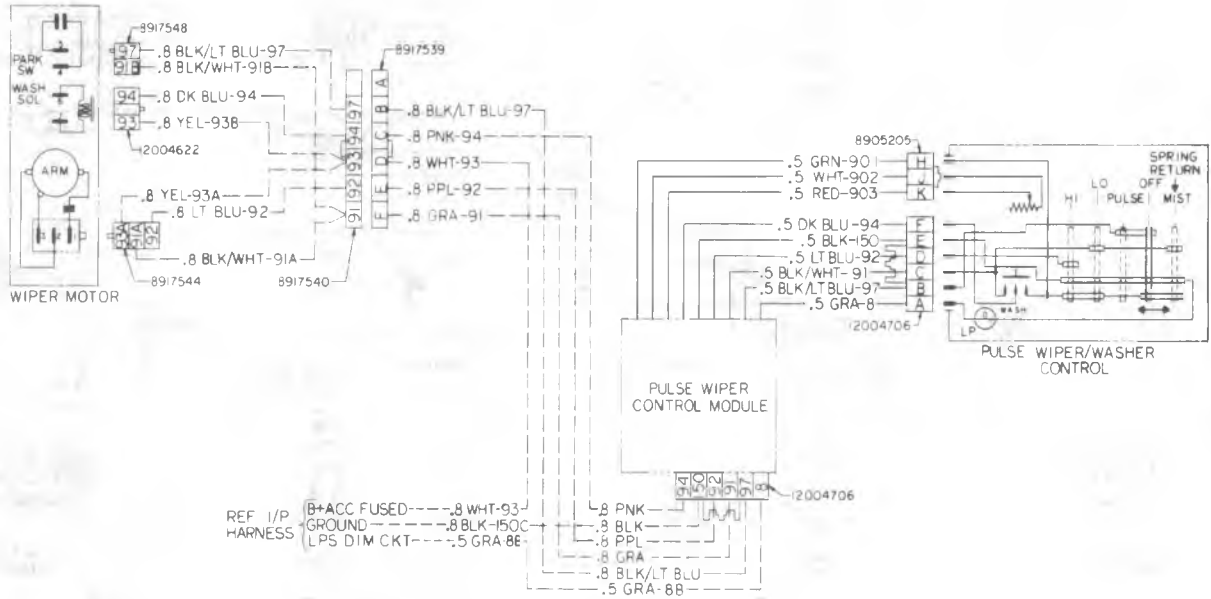 8917548
97
.8 BLK/LT BLU-97
91B
.8 BLK/WHT-91B
PARK
SW
WASH
SOL
94
.8 DK BLU-94
93
.8 YEL-93B
12004622
ARM
.8 YEL-93A
.8 LT BLU-92
93A
91A
92
.8 BLK/WHT-91A
8917544
WIPER MOTOR
8917539
97
94
93
92
91
8917540
A
B
C
D
E
F
.8 BLK/LT BLU-97
.8 PNK-94
.8 WHT-93
.8 PPL-92
.8 GRA-91
8905205
.5 GRN-901
H
.5 WHT-902
J
.5 RED-903
K
.5 DK BLU-94
F
.5 BLK-150
E
.5 LT BLU-92
D
.5 BLK/WHT-91
C
.5 BLK/LT BLU-97
B
.5 GRA-8
A
12004706
SPRING
RETURN
LO
OFF
HI
PULSE
MIST
WASH
LP
PULSE WIPER/WASHER
CONTROL
PULSE WIPER
CONTROL MODULE
94
150
92
91
97
8
12004706
REF I/P
HARNESS
B+ACC FUSED
.8 WHT-93
GROUND
.8 BLK-150C
LPS DIM CKT
.5 GRA-8E
.8 PNK
.8 BLK
.8 PPL
.8 GRA
.8 BLK/LT BLU
.5 GRA-8B